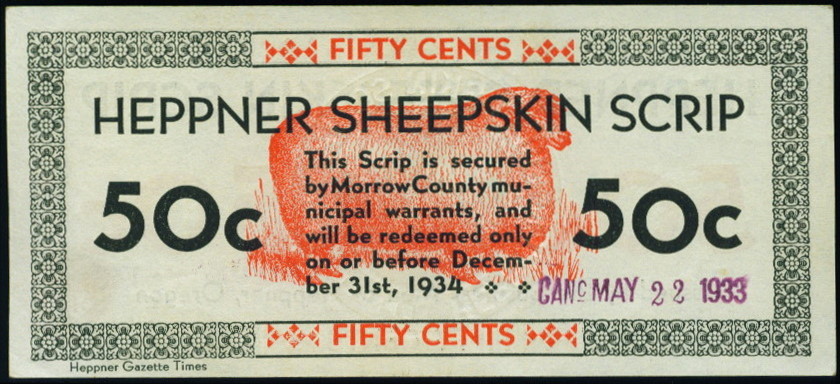 FIFTY CENTS
HEPPNER SHEEPSKIN SCRIP
50c
This Scrip is secured
by Morrow County mu-
nicipal warrants, and
will be redeemed only
on or before Decem-
ber 31st, 1934
50c
CANC MAY 22 1933
FIFTY CENTS
Heppner Gazette Times